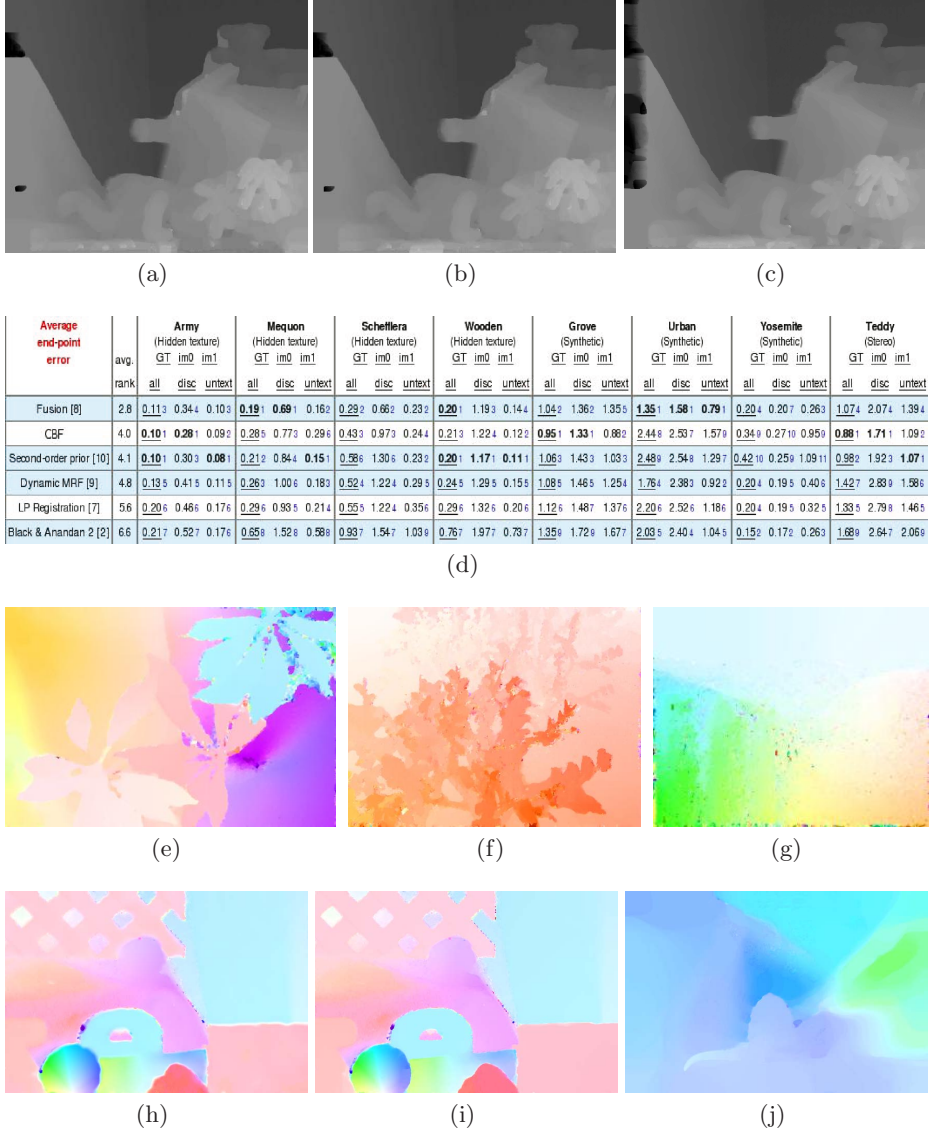 (a) (b) (c)
Average end-point error avg. rank Army (Hidden texture) GT im0 im1 all disc untext Mequon (Hidden texture) GT im0 im1 all disc untext Schefflera (Hidden texture) GT im0 im1 all disc untext Wooden (Hidden texture) GT im0 im1 all disc untext Grove (Synthetic) GT im0 im1 all disc untext Urban (Synthetic) GT im0 im1 all disc untext Yosemite (Synthetic) GT im0 im1 all disc untext Teddy (Stereo) GT im0 im1 all disc untext
Fusion [8] 2.8 0.11 3 0.34 4 0.10 3 0.19 1 0.69 1 0.16 2 0.29 2 0.66 2 0.23 2 0.20 1 1.19 3 0.14 4 1.04 2 1.36 2 1.35 5 1.35 1 1.58 1 0.79 1 0.20 4 0.20 7 0.26 3 1.07 4 2.07 4 1.39 4
CBF 4.0 0.10 1 0.28 1 0.09 2 0.28 5 0.77 3 0.29 6 0.43 3 0.97 3 0.24 4 0.21 3 1.22 4 0.12 2 0.95 1 1.33 1 0.88 2 2.44 8 2.53 7 1.57 9 0.34 9 0.27 10 0.95 9 0.88 1 1.71 1 1.09 2
Second-order prior [10] 4.1 0.10 1 0.30 3 0.08 1 0.21 2 0.84 4 0.15 1 0.58 6 1.30 6 0.23 2 0.20 1 1.17 1 0.11 1 1.06 3 1.43 3 1.03 3 2.48 9 2.54 8 1.29 7 0.42 10 0.25 9 1.09 11 0.98 2 1.92 3 1.07 1
Dynamic MRF [9] 4.8 0.13 5 0.41 5 0.11 5 0.26 3 1.00 6 0.18 3 0.52 4 1.22 4 0.29 5 0.24 5 1.29 5 0.15 5 1.08 5 1.46 5 1.25 4 1.76 4 2.38 3 0.92 2 0.20 4 0.19 5 0.40 6 1.42 7 2.83 9 1.58 6
LP Registration [7] 5.6 0.20 6 0.46 6 0.17 6 0.29 6 0.93 5 0.21 4 0.55 5 1.22 4 0.35 6 0.29 6 1.32 6 0.20 6 1.12 6 1.48 7 1.37 6 2.20 6 2.52 6 1.18 6 0.20 4 0.19 5 0.32 5 1.33 5 2.79 8 1.46 5
Black & Anandan 2 [2] 6.6 0.21 7 0.52 7 0.17 6 0.65 8 1.52 8 0.58 8 0.93 7 1.54 7 1.03 9 0.76 7 1.97 7 0.73 7 1.35 9 1.72 9 1.67 7 2.03 5 2.40 4 1.04 5 0.15 2 0.17 2 0.26 3 1.68 9 2.64 7 2.06 9
(d)
(e) (f) (g)
(h) (i) (j)